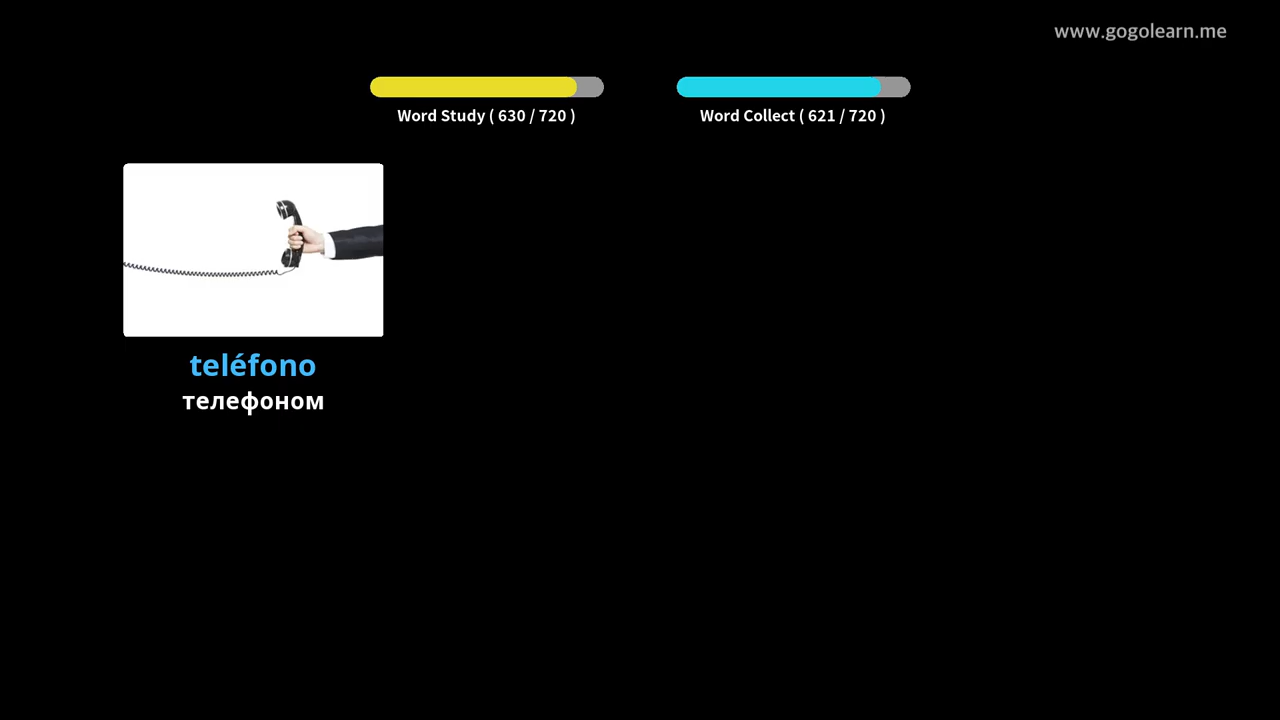 www.gogolearn.me
Word Study ( 630 / 720 )
Word Collect ( 621 / 720 )
teléfono
телефоном